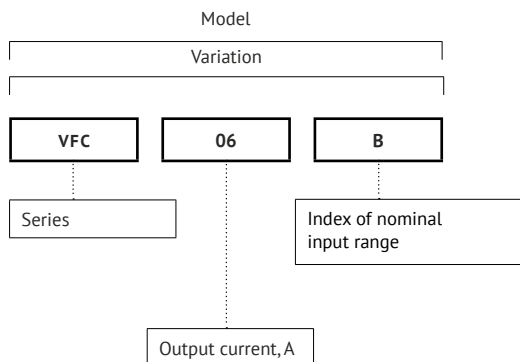 Model
Variation
VFC 06 B
Series
Index of nominal
input range
Output current, A